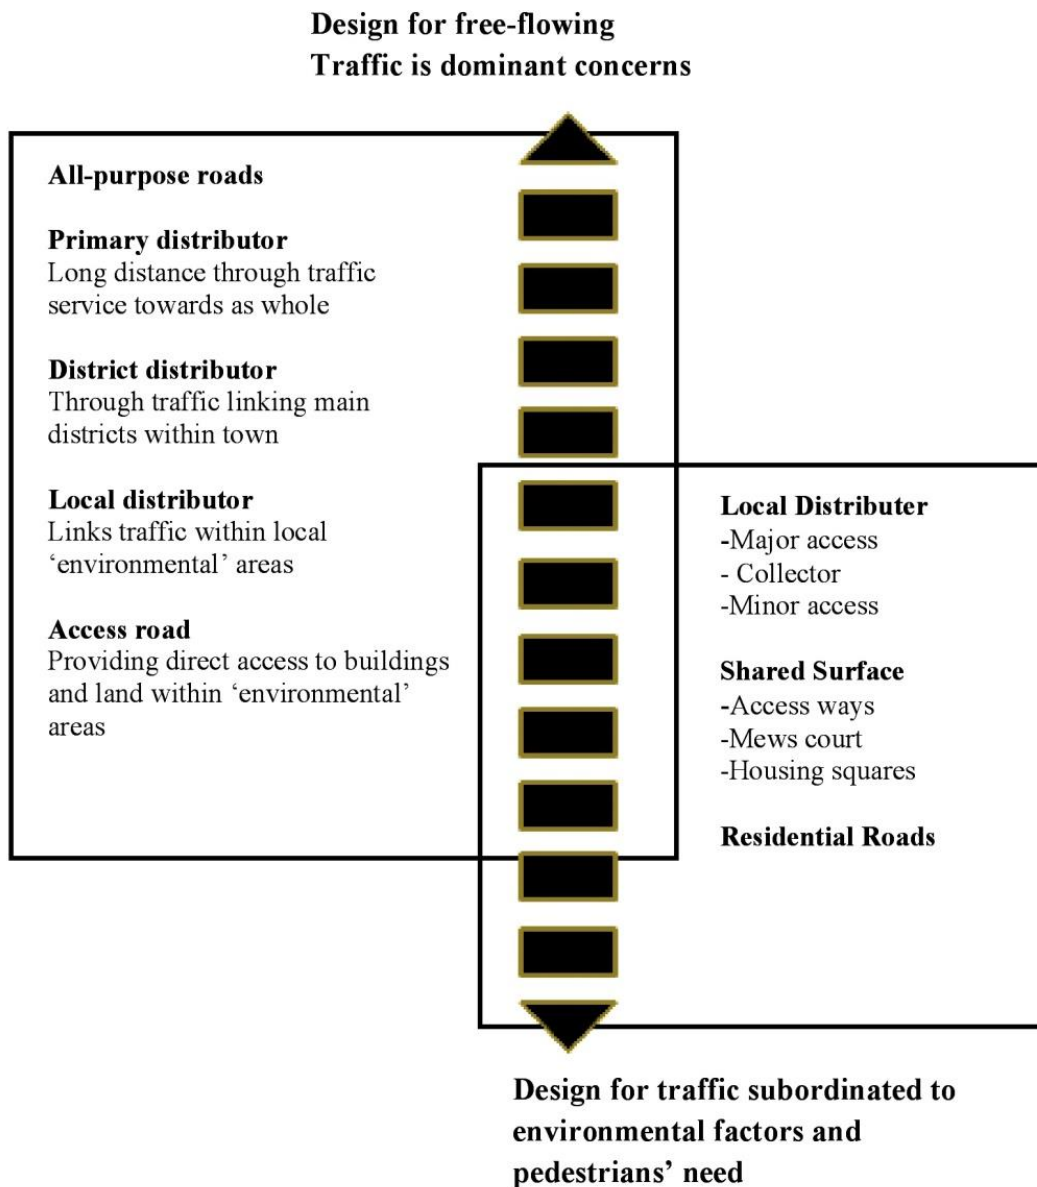 Design for free-flowing
Traffic is dominant concerns
All-purpose roads
Primary distributor
Long distance through traffic
service towards as whole
District distributor
Through traffic linking main
districts within town
Local distributor
Links traffic within local
‘environmental’ areas
Access road
Providing direct access to buildings
and land within ‘environmental’
areas
Local Distributer
-Major access
- Collector
-Minor access
Shared Surface
-Access ways
-Mews court
-Housing squares
Residential Roads
Design for traffic subordinated to
environmental factors and
pedestrians’ need